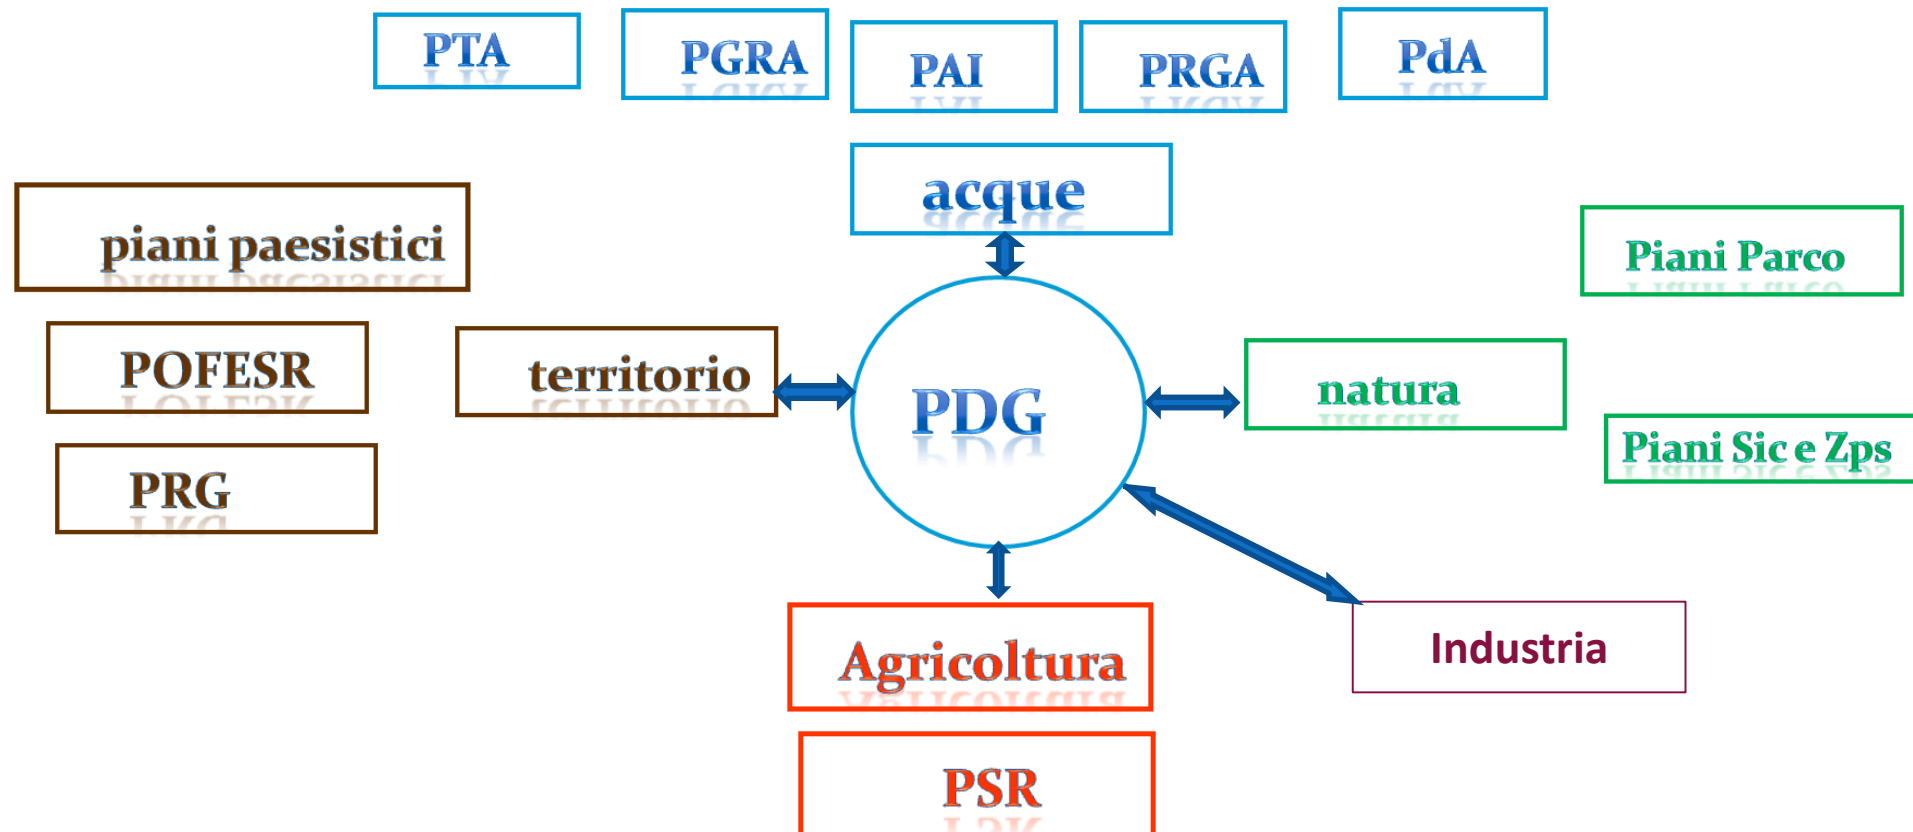 PTA
PGRA
PAI
PRGA
PdA
acque
piani paesistici
Piani Parco
POFESR
territorio
PDG
natura
Piani Sic e Zps
PRG
Agricoltura
Industria
PSR